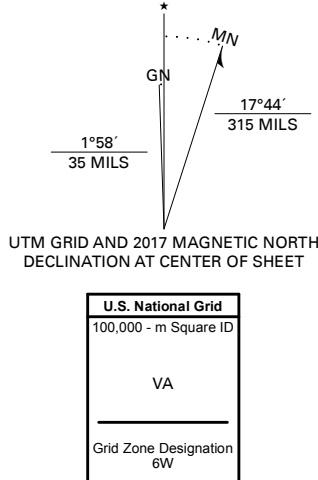 ★
MN
GN
1°58´
35 MILS
17°44´
315 MILS
UTM GRID AND 2017 MAGNETIC NORTH
DECLINATION AT CENTER OF SHEET
U.S. National Grid
100,000 - m Square ID
VA
Grid Zone Designation
6W